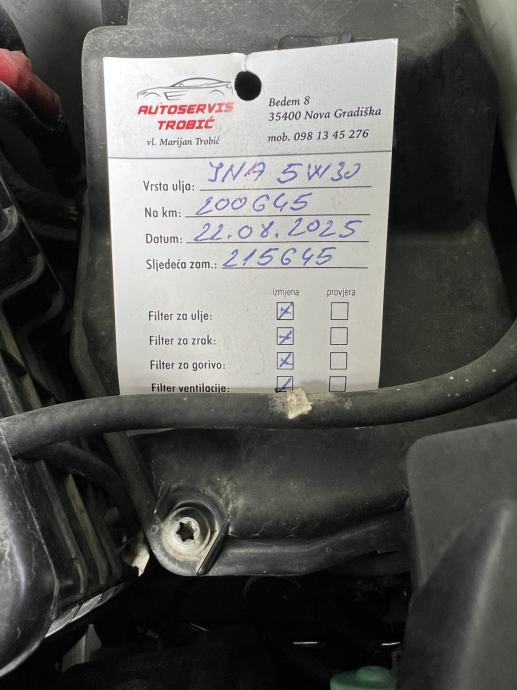 AUTOSERVIS
TROBIĆ
vl. Marijan Trobić
Bedem 8
35400 Nova Gradiška
mob. 098 13 45 276
Vrsta ulja: INA 5W30
Na km: 200645
Datum: 22.08.2025
Sljedeća zam.: 215645
izmjena provjera
Filter za ulje:
Filter za zrak:
Filter za gorivo:
Filter ventilacije: